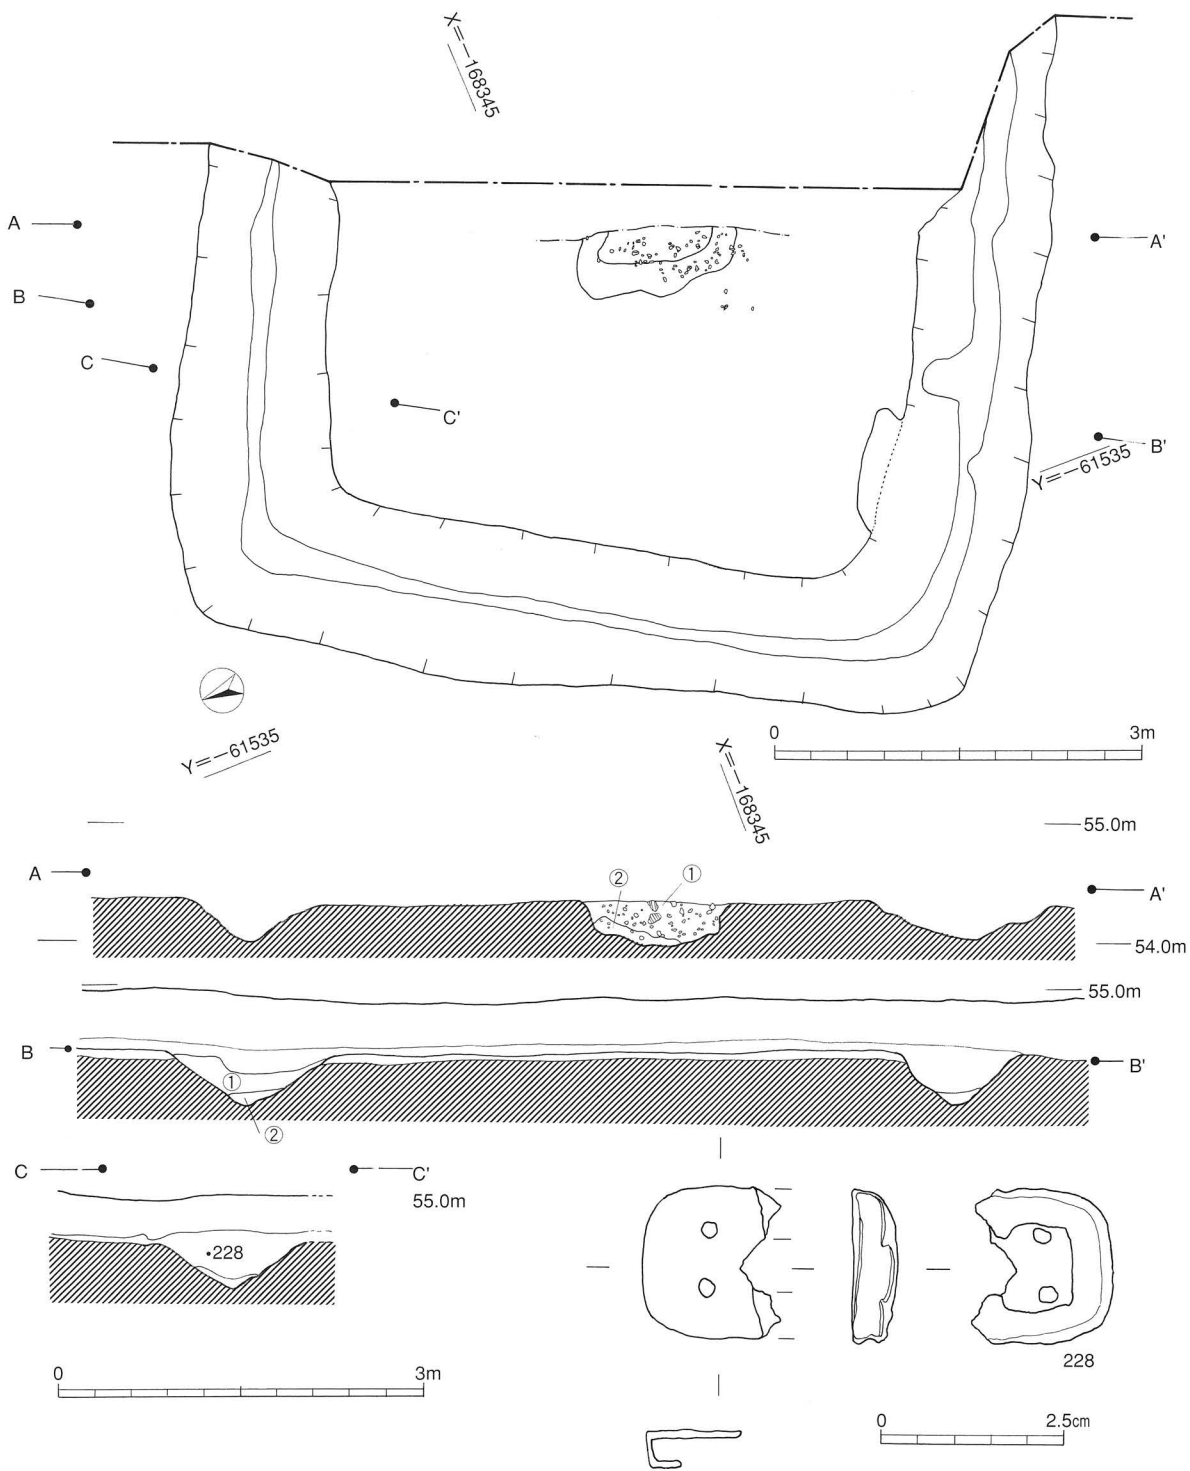 X=-168345
A
A'
B
C
C'
B'
Y=-61535
0 3m
Y=-61535
X=-168345
55.0m
② ①
A
A'
54.0m
55.0m
B
B'
①
②
C
C'
55.0m
228
0 3m
228
0 2.5cm